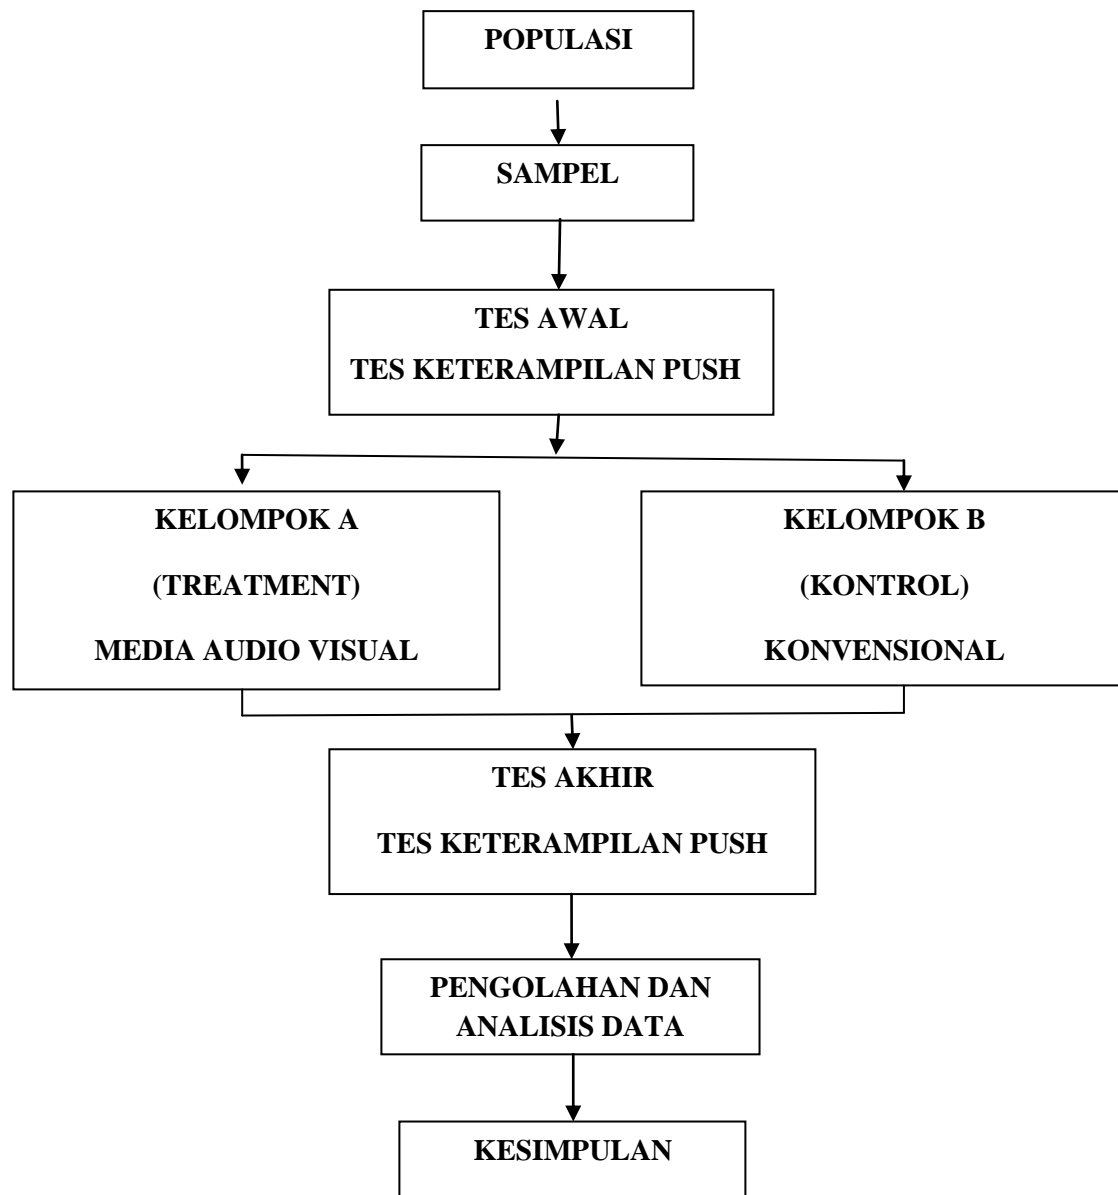 POPULASI
SAMPEL
TES AWAL
TES KETERAMPILAN PUSH
KELOMPOK A
(TREATMENT)
MEDIA AUDIO VISUAL
KELOMPOK B
(KONTROL)
KONVENSIONAL
TES AKHIR
TES KETERAMPILAN PUSH
PENGOLAHAN DAN
ANALISIS DATA
KESIMPULAN